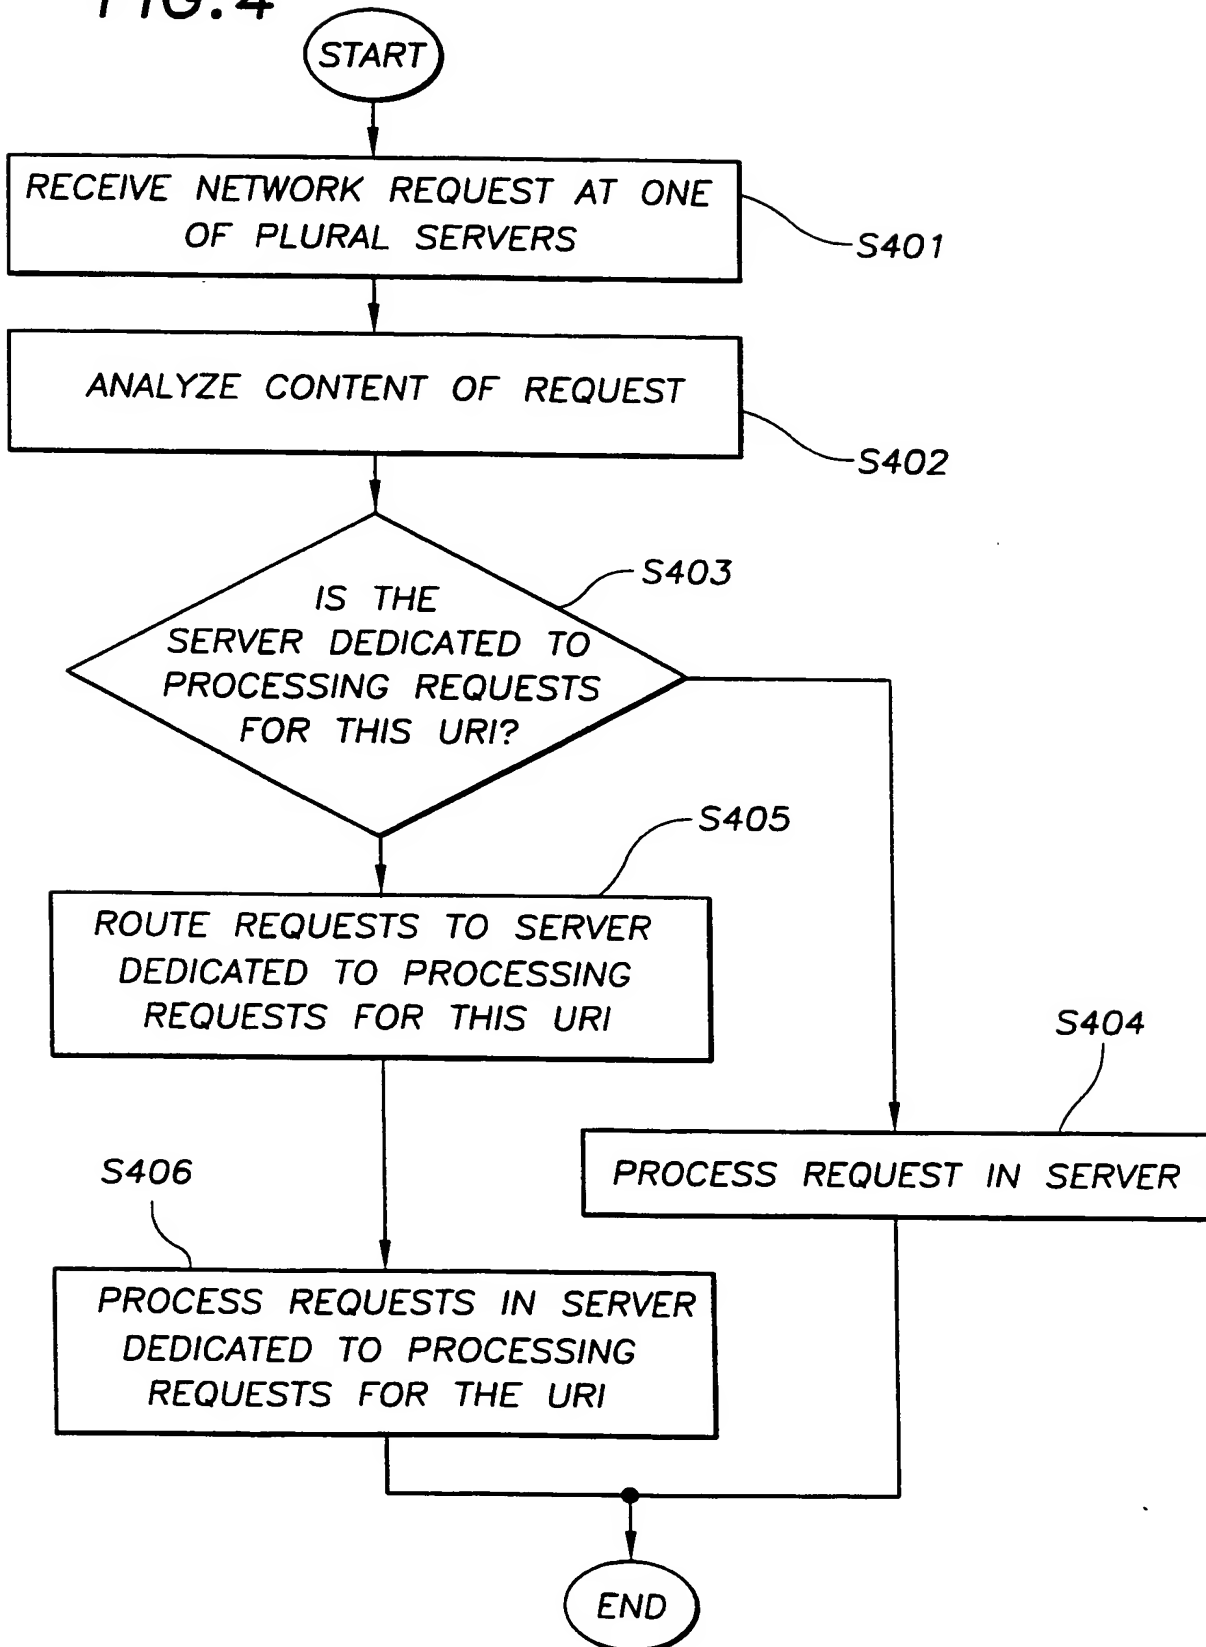 FIG.4
START
RECEIVE NETWORK REQUEST AT ONE
OF PLURAL SERVERS
S401
ANALYZE CONTENT OF REQUEST
S402
S403
IS THE
SERVER DEDICATED TO
PROCESSING REQUESTS
FOR THIS URI?
S405
ROUTE REQUESTS TO SERVER
DEDICATED TO PROCESSING
REQUESTS FOR THIS URI
S404
PROCESS REQUEST IN SERVER
S406
PROCESS REQUESTS IN SERVER
DEDICATED TO PROCESSING
REQUESTS FOR THE URI
END